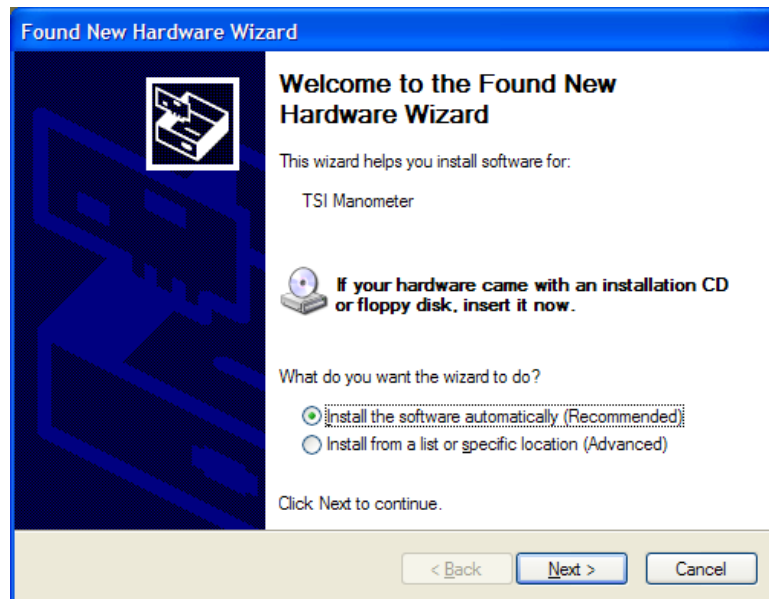 Found New Hardware Wizard
Welcome to the Found New
Hardware Wizard
This wizard helps you install software for:
TSI Manometer
If your hardware came with an installation CD
or floppy disk, insert it now.
What do you want the wizard to do?
Install the software automatically (Recommended)
Install from a list or specific location (Advanced)
Click Next to continue.
< Back Next > Cancel